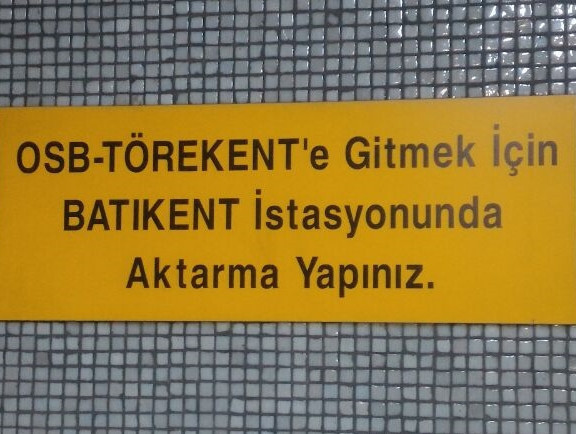 OSB-TÖREKENT'e Gitmek İçin
BATIKENT İstasyonunda
Aktarma Yapınız.